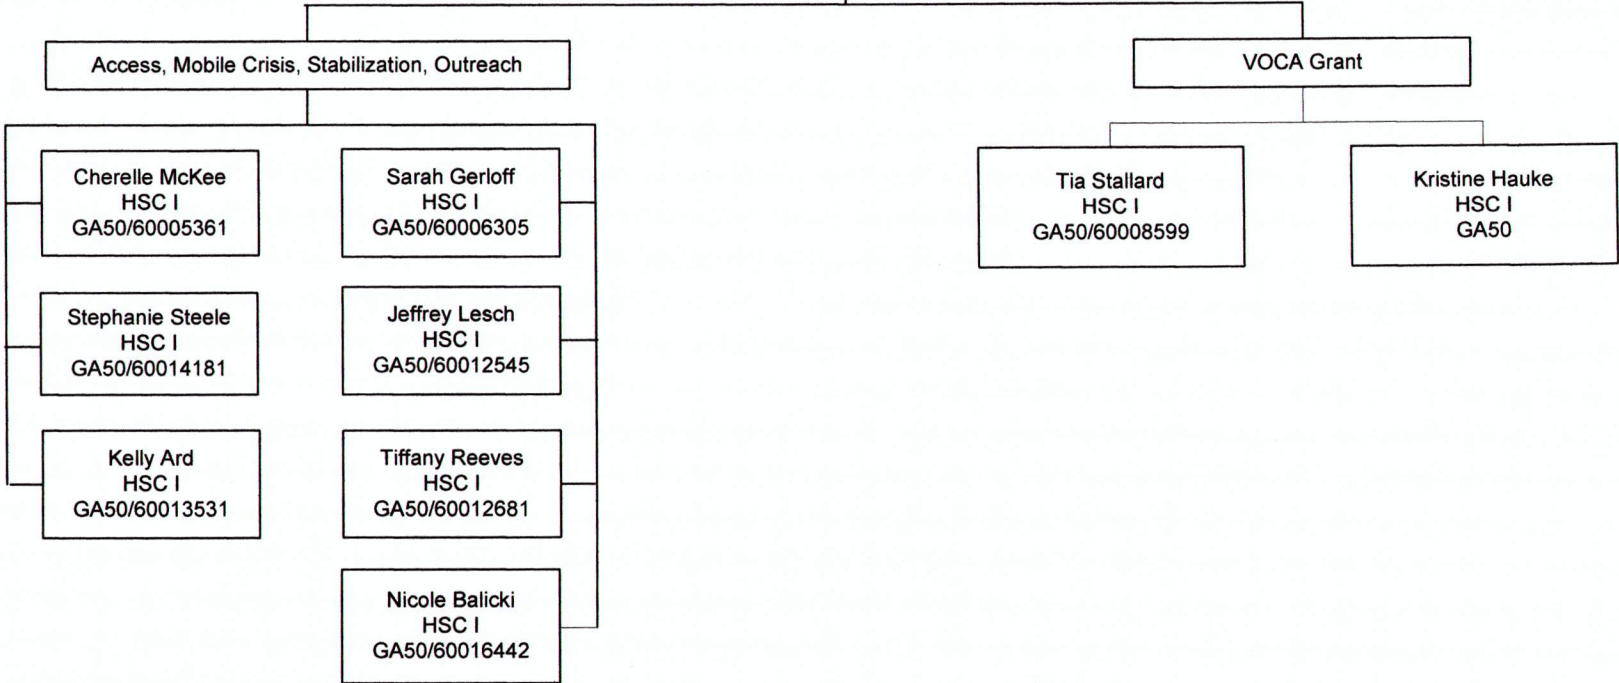 Access, Mobile Crisis, Stabilization, Outreach
VOCA Grant
Cherelle McKee
HSC I
GA50/60005361
Sarah Gerloff
HSC I
GA50/60006305
Tia Stallard
HSC I
GA50/60008599
Kristine Hauke
HSC I
GA50
Stephanie Steele
HSC I
GA50/60014181
Jeffrey Lesch
HSC I
GA50/60012545
Kelly Ard
HSC I
GA50/60013531
Tiffany Reeves
HSC I
GA50/60012681
Nicole Balicki
HSC I
GA50/60016442